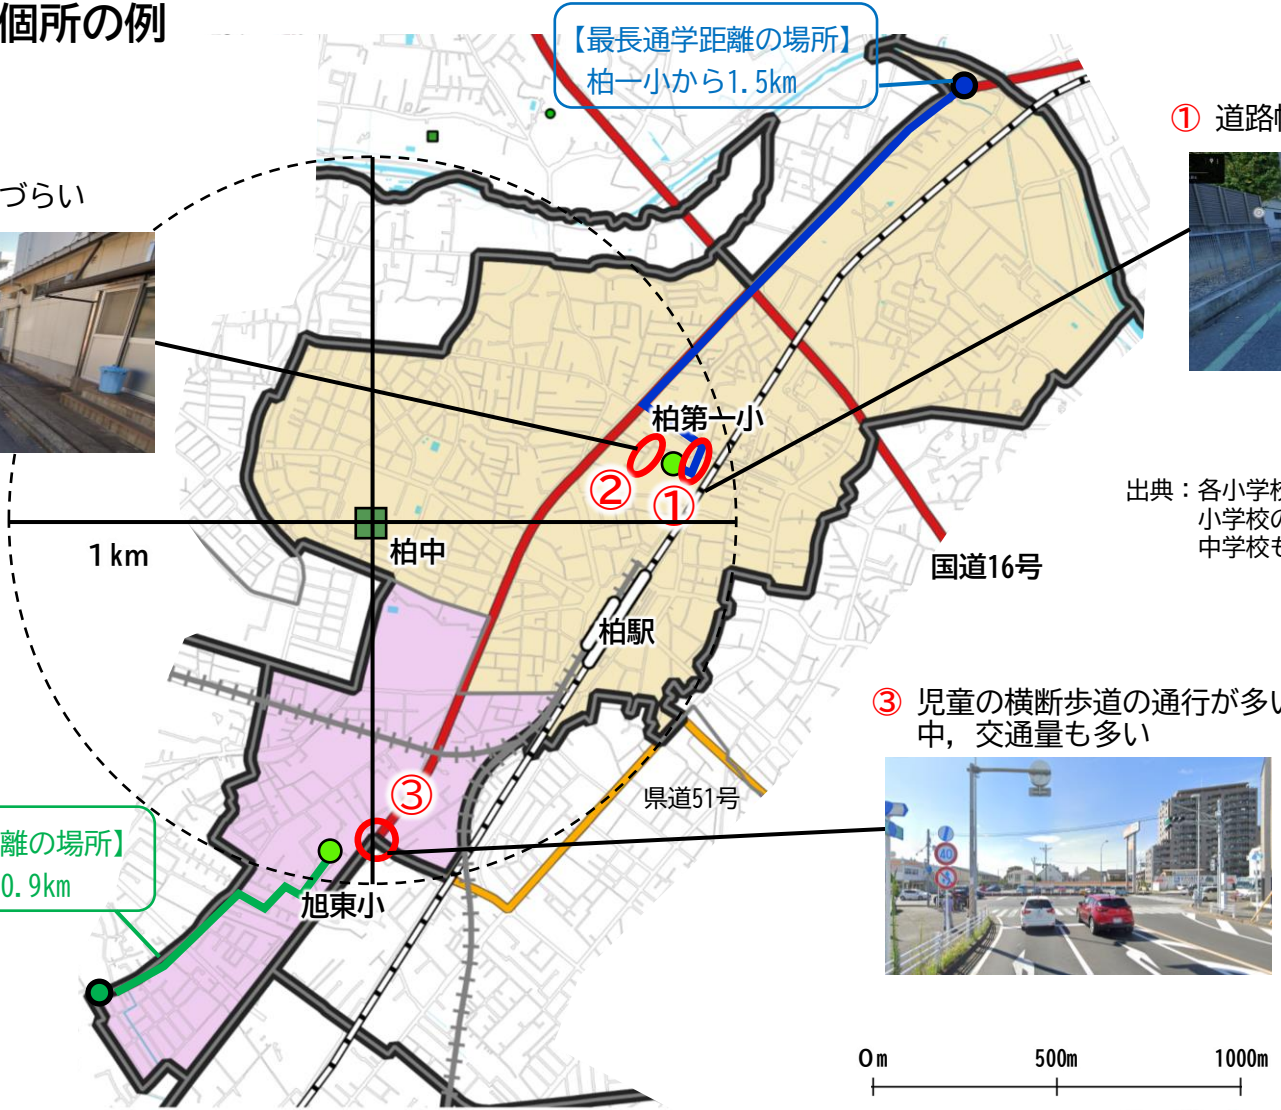 個所の例
【最長通学距離の場所】
柏一小から1.5km
① 道路
づらい
柏第一小
②
①
出典：各小学校
小学校の
中学校も
1km
柏中
国道16号
柏駅
③ 児童の横断歩道の通行が多い
中，交通量も多い
③
県道51号
離の場所】
0.9km
旭東小
40
0m
500m
1000m